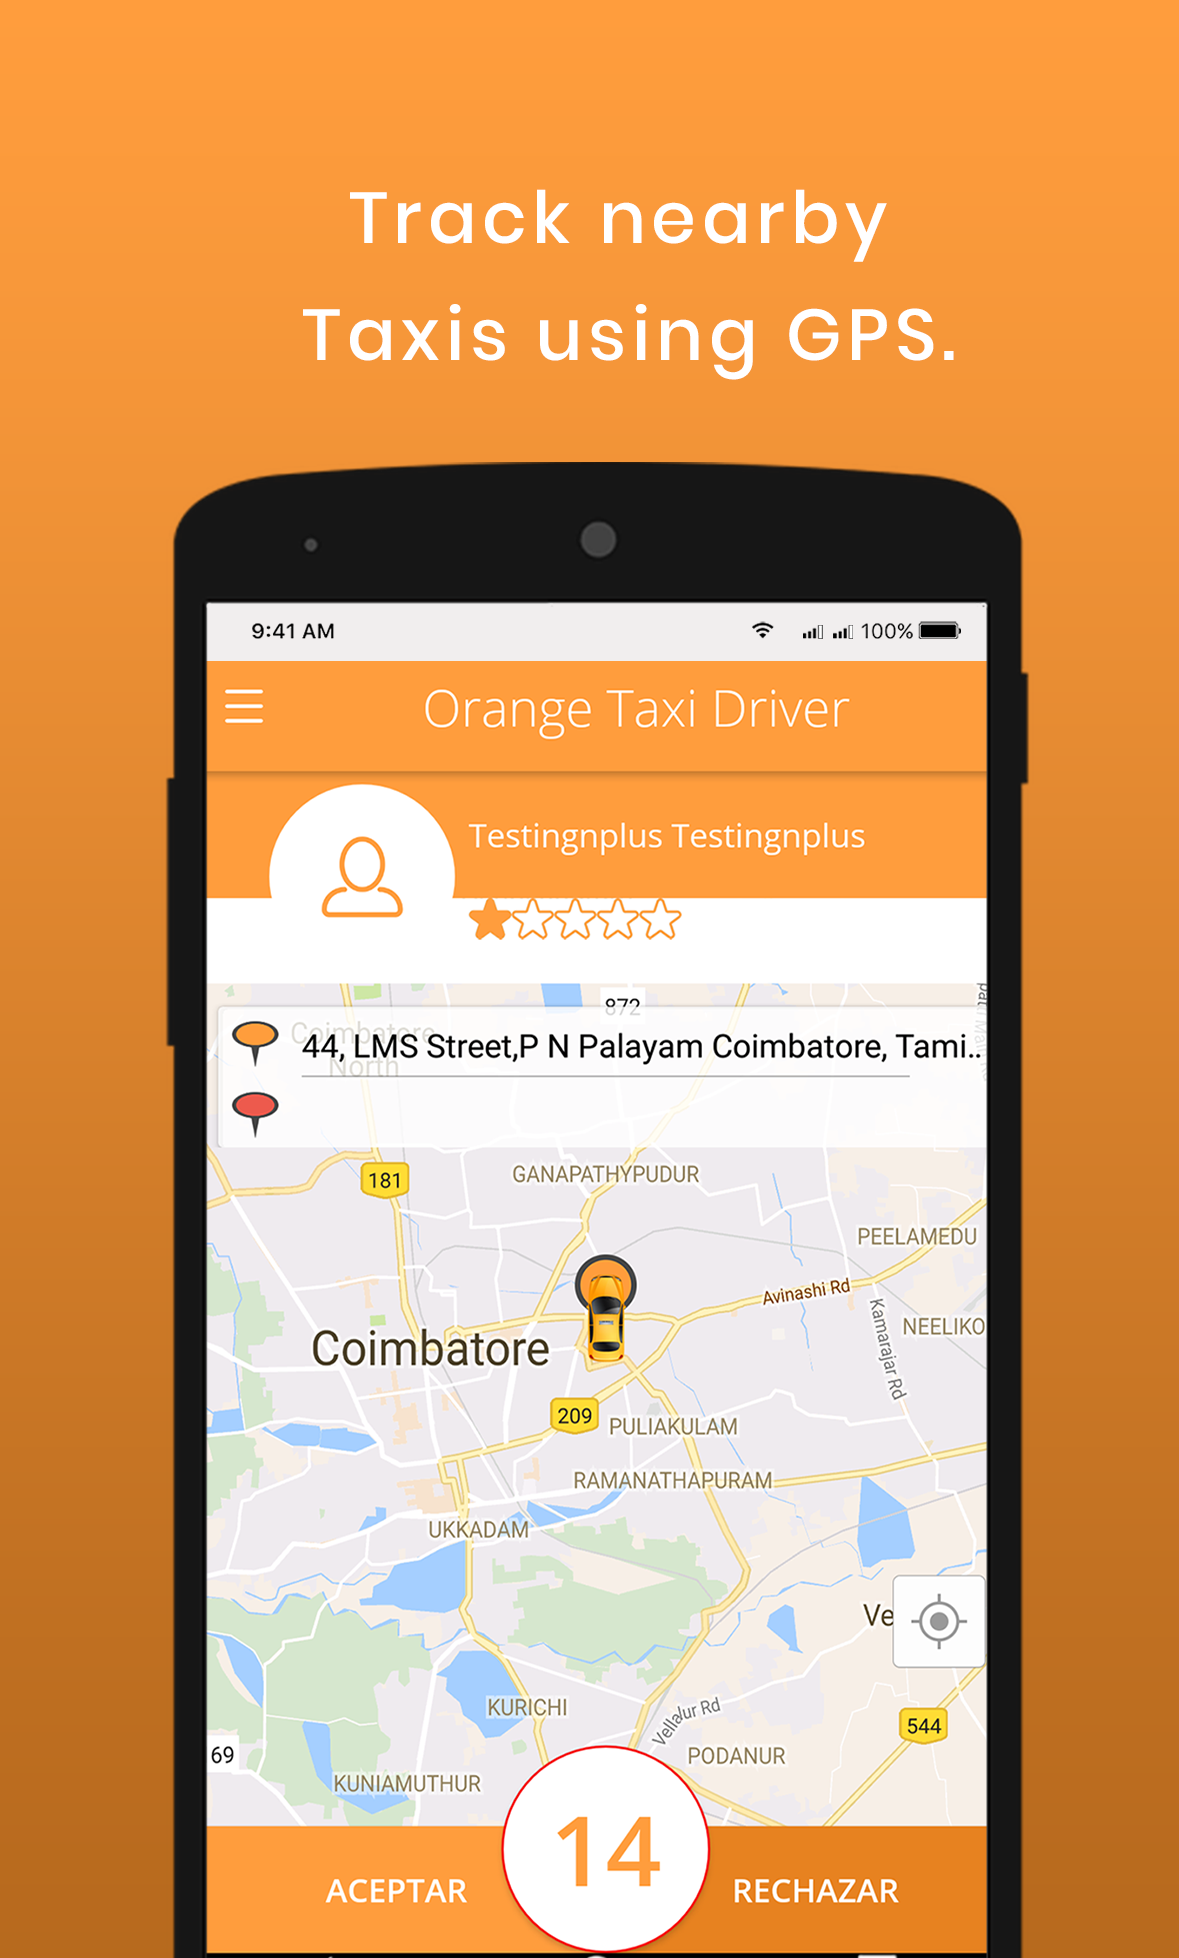 Track nearby
Taxis using GPS.
9:41 AM
100%
Orange Taxi Driver
Testingnplus Testingnplus
872
Coimbatore
North
44, LMS Street,P N Palayam Coimbatore, Tami..
181
GANAPATHYPUDUR
PEELAMEDU
Avinashi Rd
Kamarajar Rd
NEELIKO
Coimbatore
209
PULIAKULAM
RAMANATHAPURAM
UKKADAM
Ve
KURICHI
Vellalur Rd
544
69
PODANUR
KUNIAMUTHUR
14
ACEPTAR
RECHAZAR